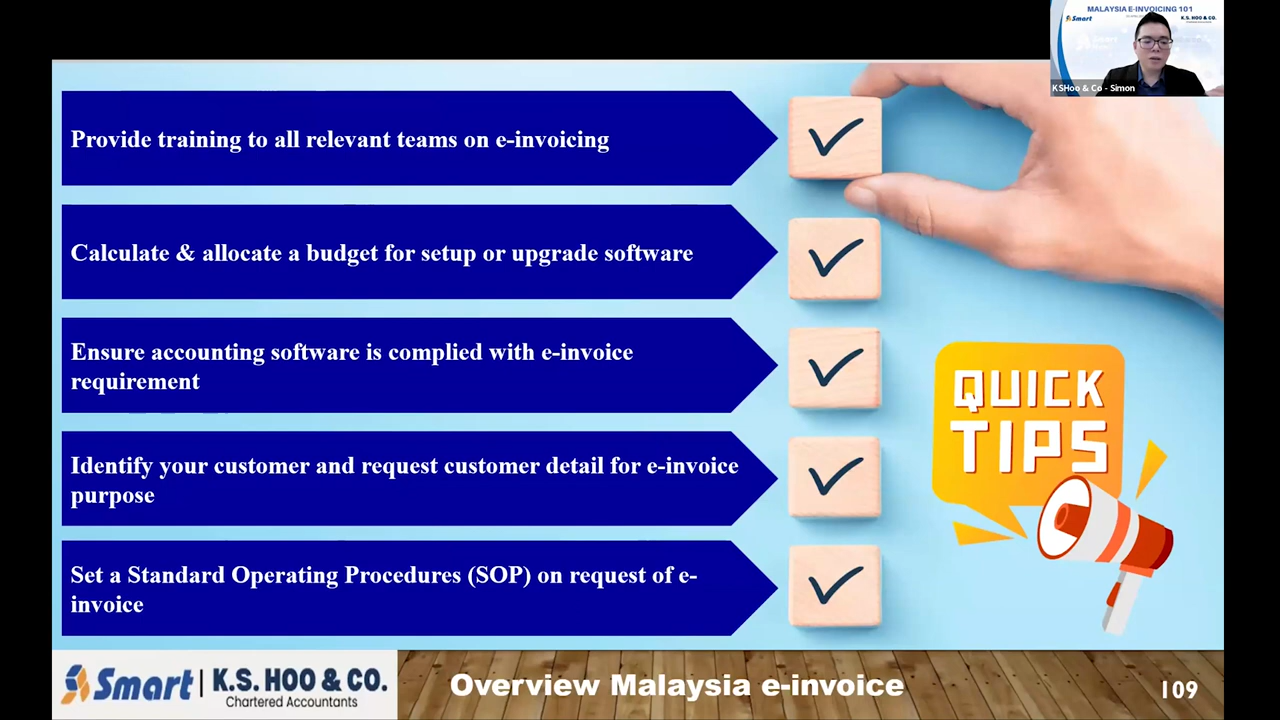 MALAYSIA E-INVOICING 101
Smart
K.S. HOO & CO.
KSHoo & Co - Simon
Provide training to all relevant teams on e-invoicing
Calculate & allocate a budget for setup or upgrade software
Ensure accounting software is complied with e-invoice
requirement
Identify your customer and request customer detail for e-invoice
purpose
Set a Standard Operating Procedures (SOP) on request of e-
invoice
QUICK
TIPS
Smart
K.S. HOO & CO.
Chartered Accountants
Overview Malaysia e-invoice
109